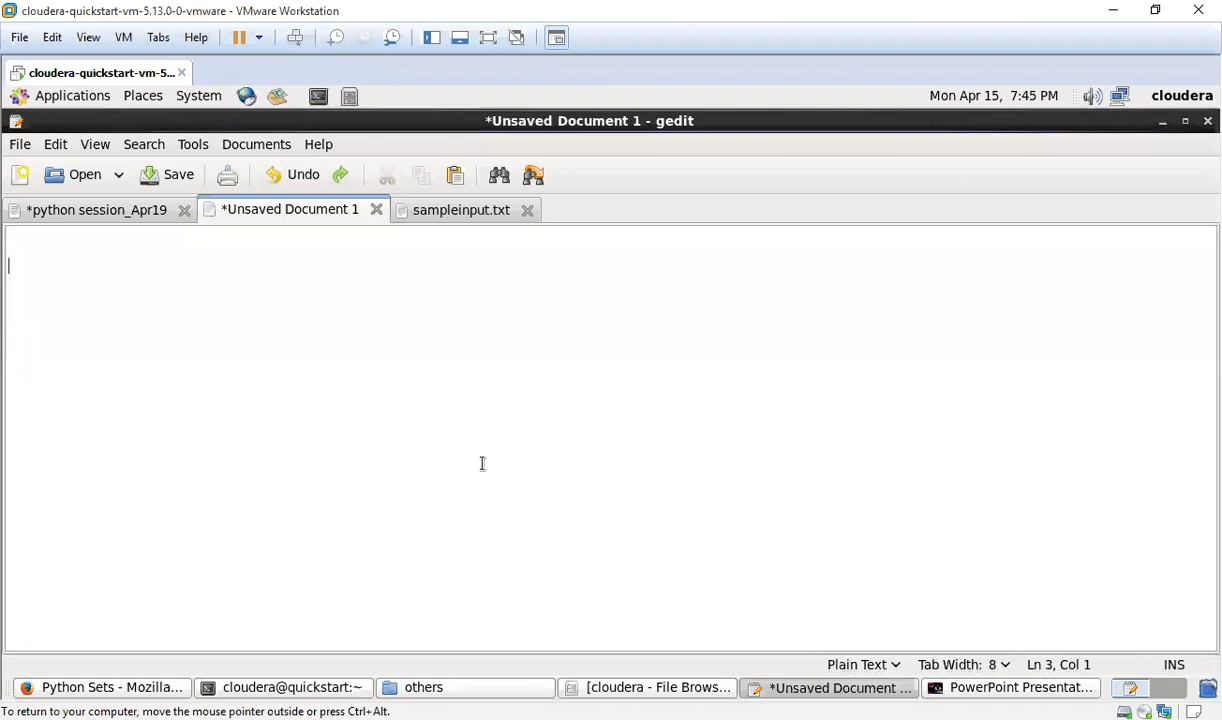 cloudera-quickstart-vm-5.13.0-0-vmware - VMware Workstation
File Edit View VM Tabs Help
cloudera-quickstart-vm-5...
Applications Places System Mon Apr 15, 7:45 PM cloudera
*Unsaved Document 1 - gedit
File Edit View Search Tools Documents Help
Open Save Undo
*python session_Apr19 *Unsaved Document 1 sampleinput.txt
Plain Text Tab Width: 8 Ln 3, Col 1 INS
Python Sets - Mozilla... cloudera@quickstart:~ others [cloudera - File Brows... *Unsaved Document ... PowerPoint Presentat...
To return to your computer, move the mouse pointer outside or press Ctrl+Alt.